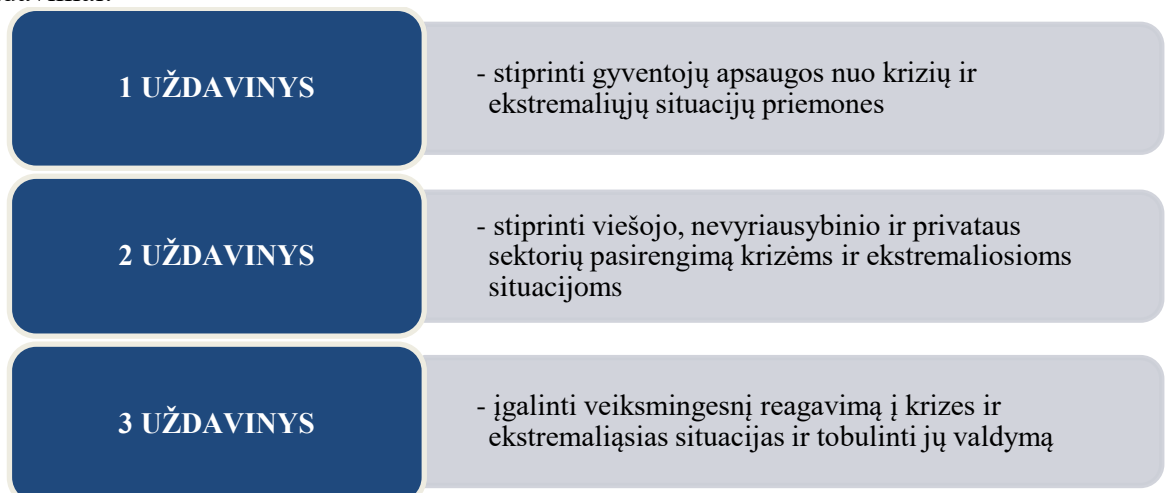 1 UŽDAVINYS
- stiprinti gyventojų apsaugos nuo krizių ir
ekstremaliųjų situacijų priemones
2 UŽDAVINYS
- stiprinti viešojo, nevyriausybinio ir privataus
sektorių pasirengimą krizėms ir ekstremaliosioms
situacijoms
3 UŽDAVINYS
- įgalinti veiksmingesnį reagavimą į krizes ir
ekstremaliąsias situacijas ir tobulinti jų valdymą